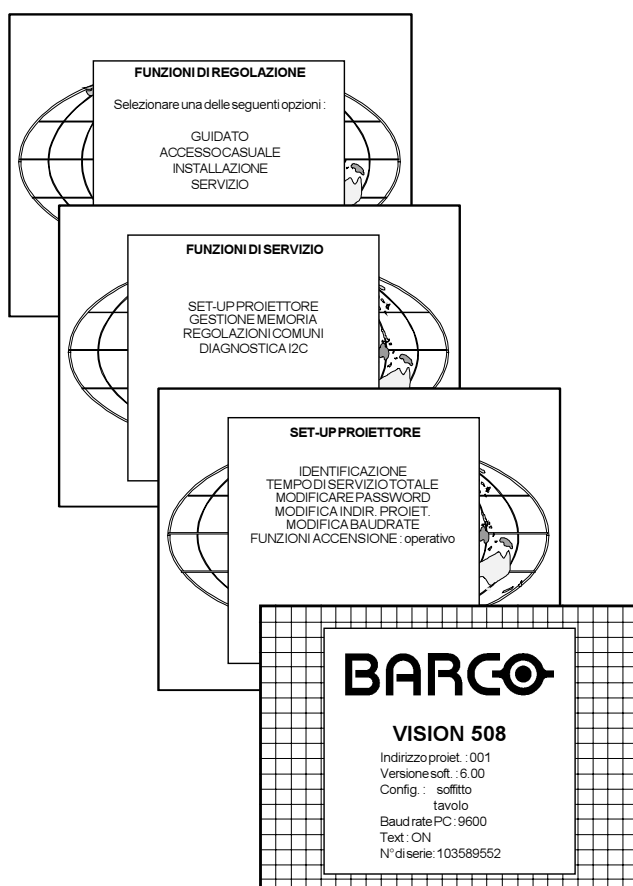 FUNZIONI DI REGOLAZIONE
Selezionare una delle seguenti opzioni :
GUIDATO
ACCESSO CASUALE
INSTALLAZIONE
SERVIZIO
FUNZIONI DI SERVIZIO
SET-UP PROIETTORE
GESTIONE MEMORIA
REGOLAZIONI COMUNI
DIAGNOSTICA I2C
SET-UP PROIETTORE
IDENTIFICAZIONE
TEMPO DI SERVIZIO TOTALE
MODIFICARE PASSWORD
MODIFICA INDIR. PROIET.
MODIFICA BAUDRATE
FUNZIONI ACCENSIONE : operativo
BARCO
VISION 508
Indirizzo proiet. : 001
Versione soft. : 6.00
Config. : soffitto
tavolo
Baud rate PC : 9600
Text : ON
N° di serie: 103589552